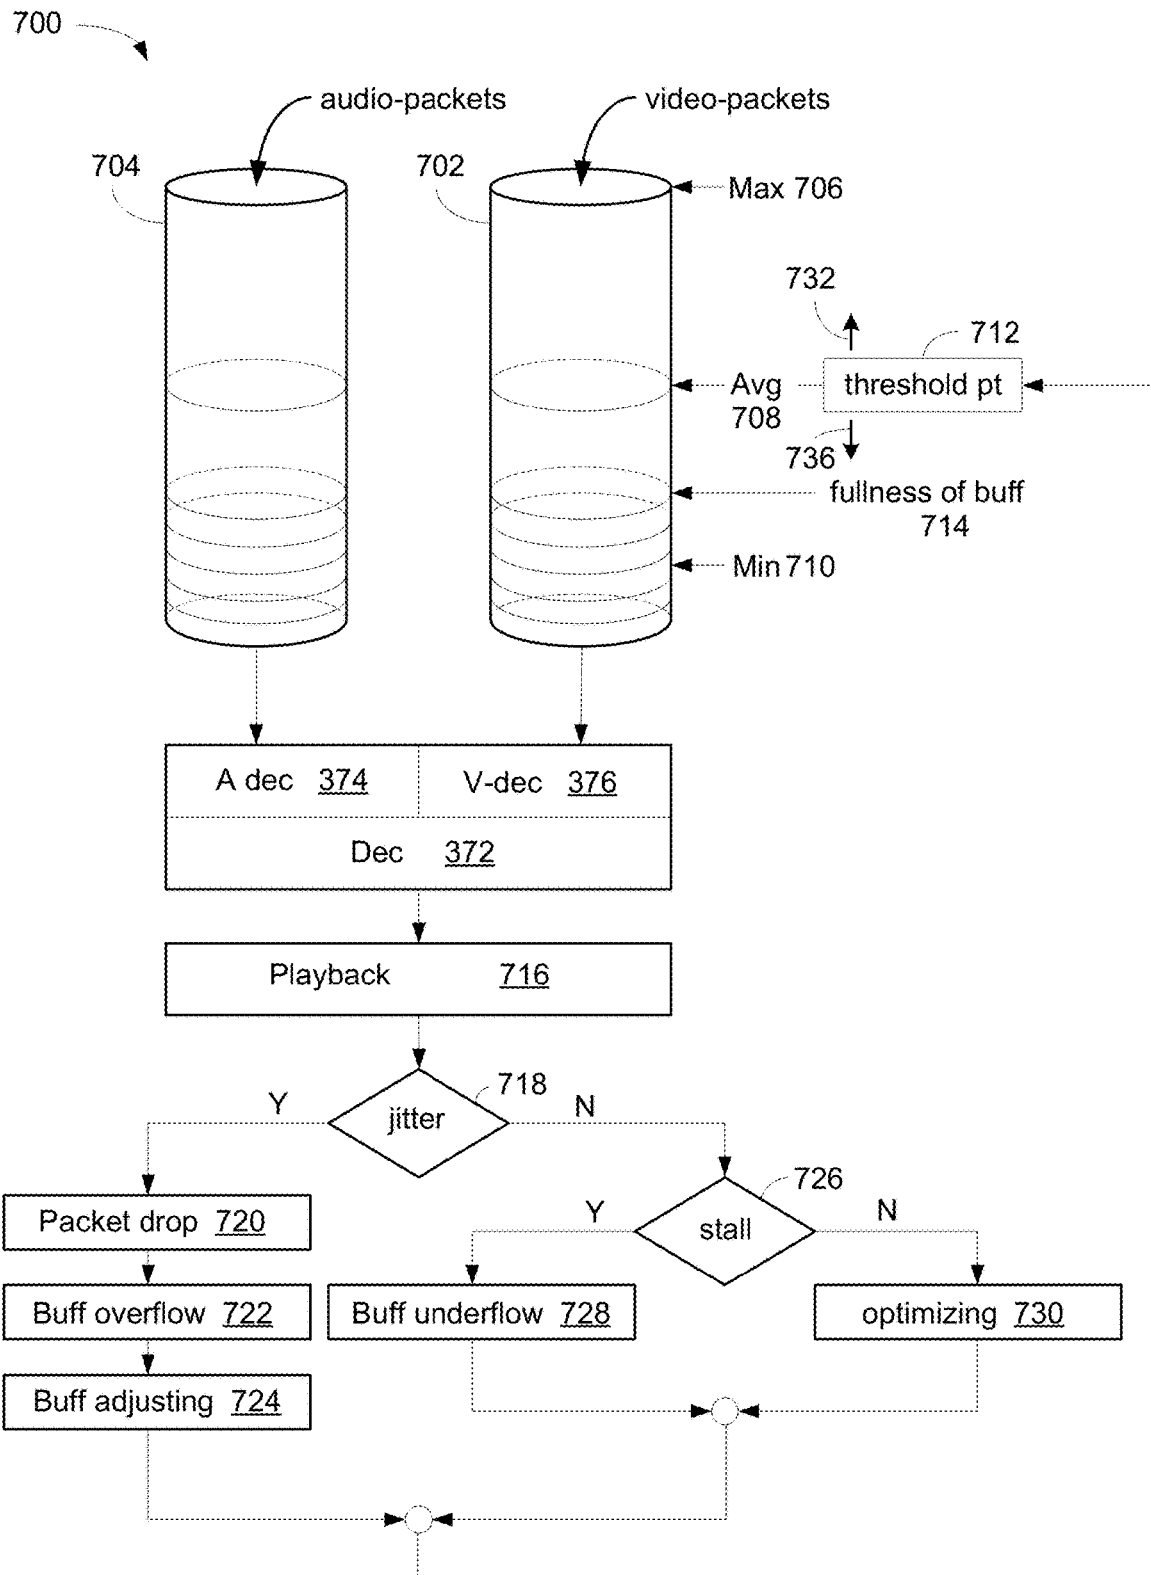 700
audio-packets
video-packets
704
702
Max 706
732
712
Avg
708
threshold pt
736
fullness of buff
714
Min 710
A dec 374
V-dec 376
Dec 372
Playback 716
718
jitter
Y
N
726
stall
Y
N
Packet drop 720
Buff overflow 722
Buff underflow 728
optimizing 730
Buff adjusting 724